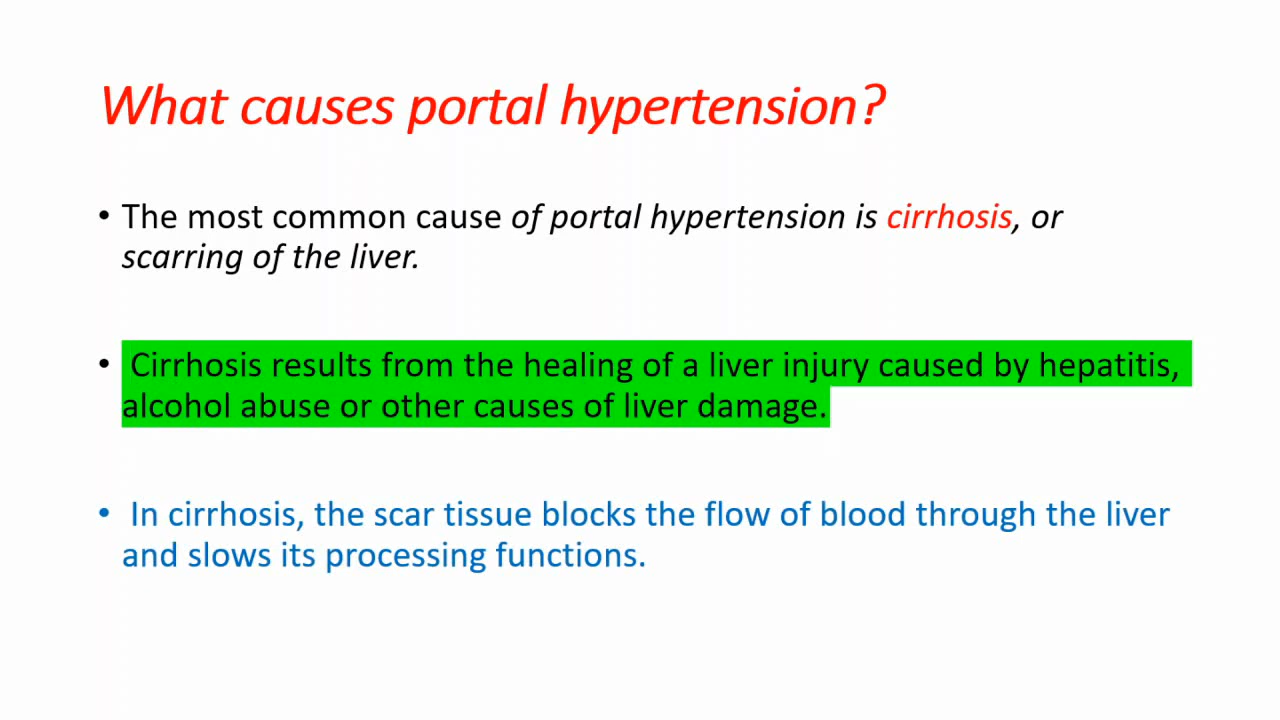 What causes portal hypertension?
• The most common cause of portal hypertension is cirrhosis, or
scarring of the liver.
• Cirrhosis results from the healing of a liver injury caused by hepatitis,
alcohol abuse or other causes of liver damage.
• In cirrhosis, the scar tissue blocks the flow of blood through the liver
and slows its processing functions.